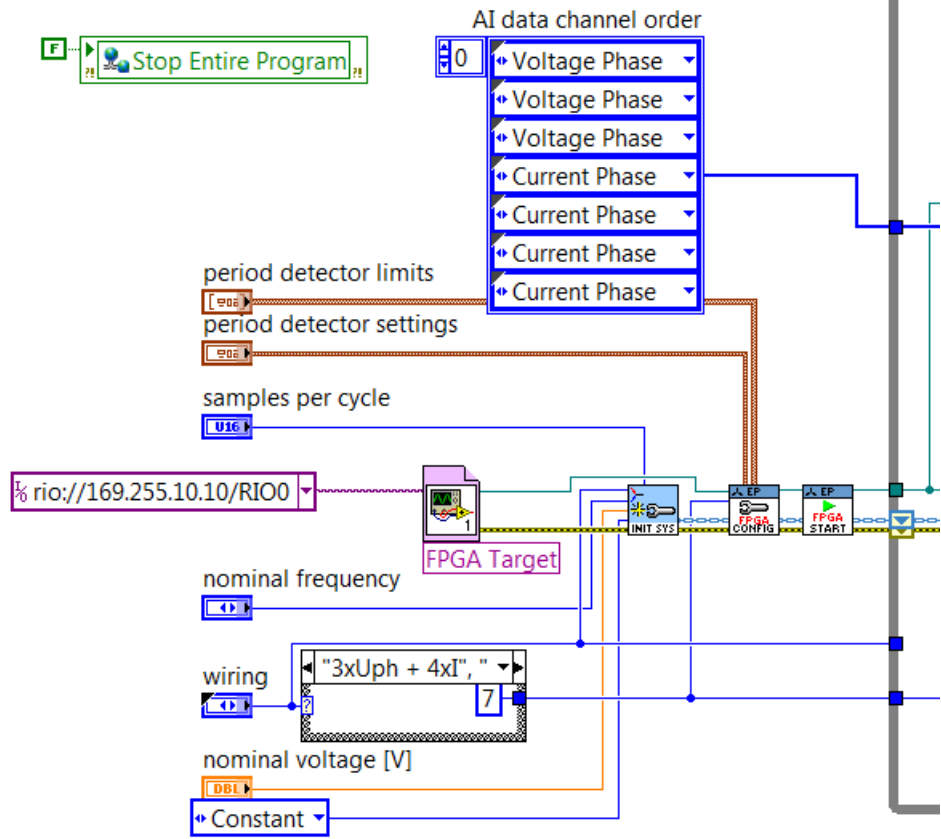 AI data channel order
F
Stop Entire Program
0
Voltage Phase
Voltage Phase
Voltage Phase
Current Phase
Current Phase
Current Phase
Current Phase
period detector limits
period detector settings
samples per cycle
U16
rio://169.255.10.10/RIO0
1
INIT SYS
EP
FPGA
CONFIG
EP
FPGA
START
FPGA Target
nominal frequency
wiring
"3xUph + 4xI", "
7
?
nominal voltage [V]
DBL
Constant